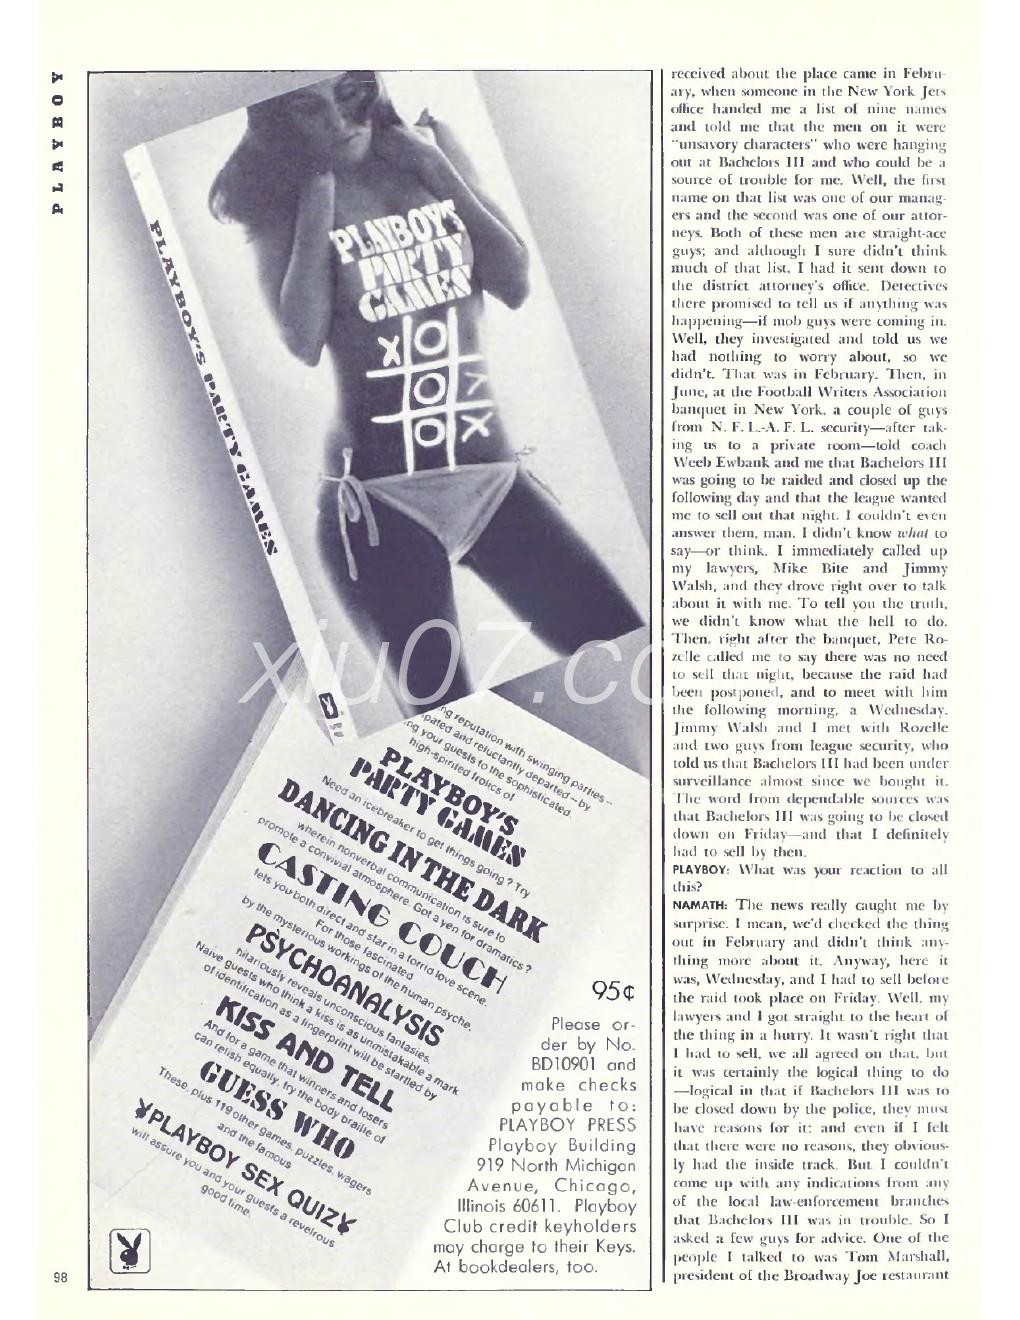 PLAYBOY
PLAYBOY'S PARTY GAMES
PLAYBOY'S
PARTY
GAMES
X O
O O
O X
ng reputation with swinging parties–
pated and reluctantly departed–by
ng your guests to the sophisticated,
high-spirited frolics of
PLAYBOY'S
PARTY GAMES
Need an icebreaker to get things going? Try
DANCING IN THE DARK
wherein nonverbal communication is sure to
promote a convivial atmosphere. Got a yen for dramatics?
CASTING COUCH
lets you both direct and star in a torrid love scene.
For those fascinated
by the mysterious workings of the human psyche,
PSYCHOANALYSIS
hilariously reveals unconscious fantasies.
Naive guests who think a kiss is as unmistakable a mark
of identification as a fingerprint will be startled by
KISS AND TELL
And for a game that winners and losers
can relish equally, try the body braille of
GUESS WHO
These, plus 119 other games, puzzles, wagers
and the famous
PLAYBOY SEX QUIZ
will assure you and your guests a revelrous
good time.
95¢
Please or-
der by No.
BD10901 and
make checks
payable to:
PLAYBOY PRESS
Playboy Building
919 North Michigan
Avenue, Chicago,
Illinois 60611. Playboy
Club credit keyholders
may charge to their Keys.
At bookdealers, too.
98
received about the place came in Febru-
ary, when someone in the New York Jets
office handed me a list of nine names
and told me that the men on it were
"unsavory characters" who were hanging
out at Bachelors III and who could be a
source of trouble for me. Well, the first
name on that list was one of our manag-
ers and the second was one of our attor-
neys. Both of these men are straight-ace
guys; and although I sure didn't think
much of that list, I had it sent down to
the district attorney's office. Detectives
there promised to tell us if anything was
happening—if mob guys were coming in.
Well, they investigated and told us we
had nothing to worry about, so we
didn't. That was in February. Then, in
June, at the Football Writers Association
banquet in New York, a couple of guys
from N. F. L.-A. F. L. security—after tak-
ing us to a private room—told coach
Weeb Ewbank and me that Bachelors III
was going to be raided and closed up the
following day and that the league wanted
me to sell out that night. I couldn't even
answer them, man. I didn't know what to
say—or think. I immediately called up
my lawyers, Mike Bite and Jimmy
Walsh, and they drove right over to talk
about it with me. To tell you the truth,
we didn't know what the hell to do.
Then, right after the banquet, Pete Ro-
zelle called me to say there was no need
to sell that night, because the raid had
been postponed, and to meet with him
the following morning, a Wednesday.
Jimmy Walsh and I met with Rozelle
and two guys from league security, who
told us that Bachelors III had been under
surveillance almost since we bought it.
The word from dependable sources was
that Bachelors III was going to be closed
down on Friday—and that I definitely
had to sell by then.
PLAYBOY: What was your reaction to all
this?
NAMATH: The news really caught me by
surprise. I mean, we'd checked the thing
out in February and didn't think any-
thing more about it. Anyway, here it
was, Wednesday, and I had to sell before
the raid took place on Friday. Well, my
lawyers and I got straight to the heart of
the thing in a hurry. It wasn't right that
I had to sell, we all agreed on that, but
it was certainly the logical thing to do
—logical in that if Bachelors III was to
be closed down by the police, they must
have reasons for it; and even if I felt
that there were no reasons, they obvious-
ly had the inside track. But I couldn't
come up with any indications from any
of the local law-enforcement branches
that Bachelors III was in trouble. So I
asked a few guys for advice. One of the
people I talked to was Tom Marshall,
president of the Broadway Joe restaurant
xiu07.co